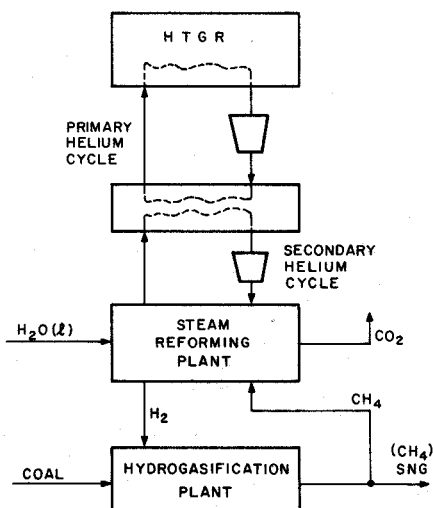 HTGR
PRIMARY
HELIUM
CYCLE
SECONDARY
HELIUM
CYCLE
H₂O(ℓ)
STEAM
REFORMING
PLANT
CO₂
H₂
CH₄
COAL
HYDROGASIFICATION
PLANT
(CH₄)
SNG